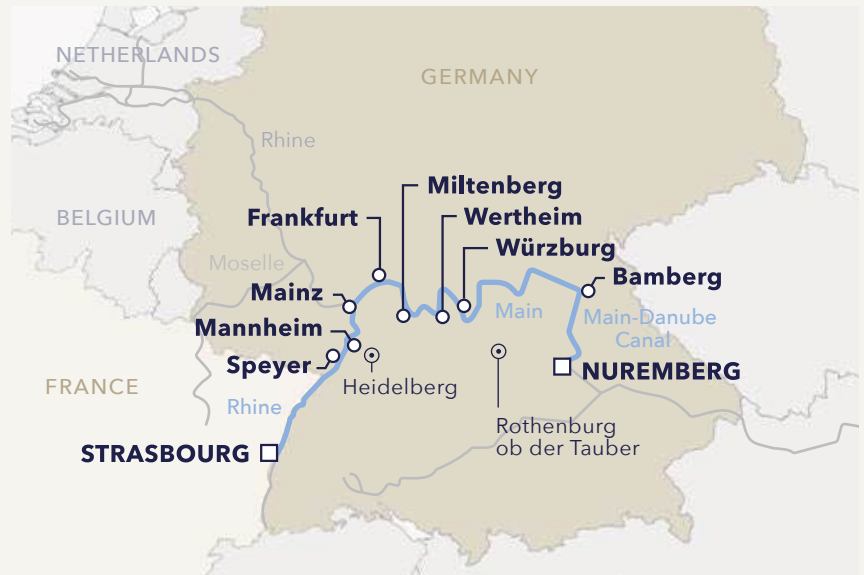 NETHERLANDS
GERMANY
Rhine
BELGIUM
Miltenberg
Frankfurt
Wertheim
Würzburg
Moselle
Bamberg
Mainz
Main
Main-Danube
Canal
Mannheim
Speyer
NUREMBERG
FRANCE
Heidelberg
Rhine
Rothenburg
ob der Tauber
STRASBOURG